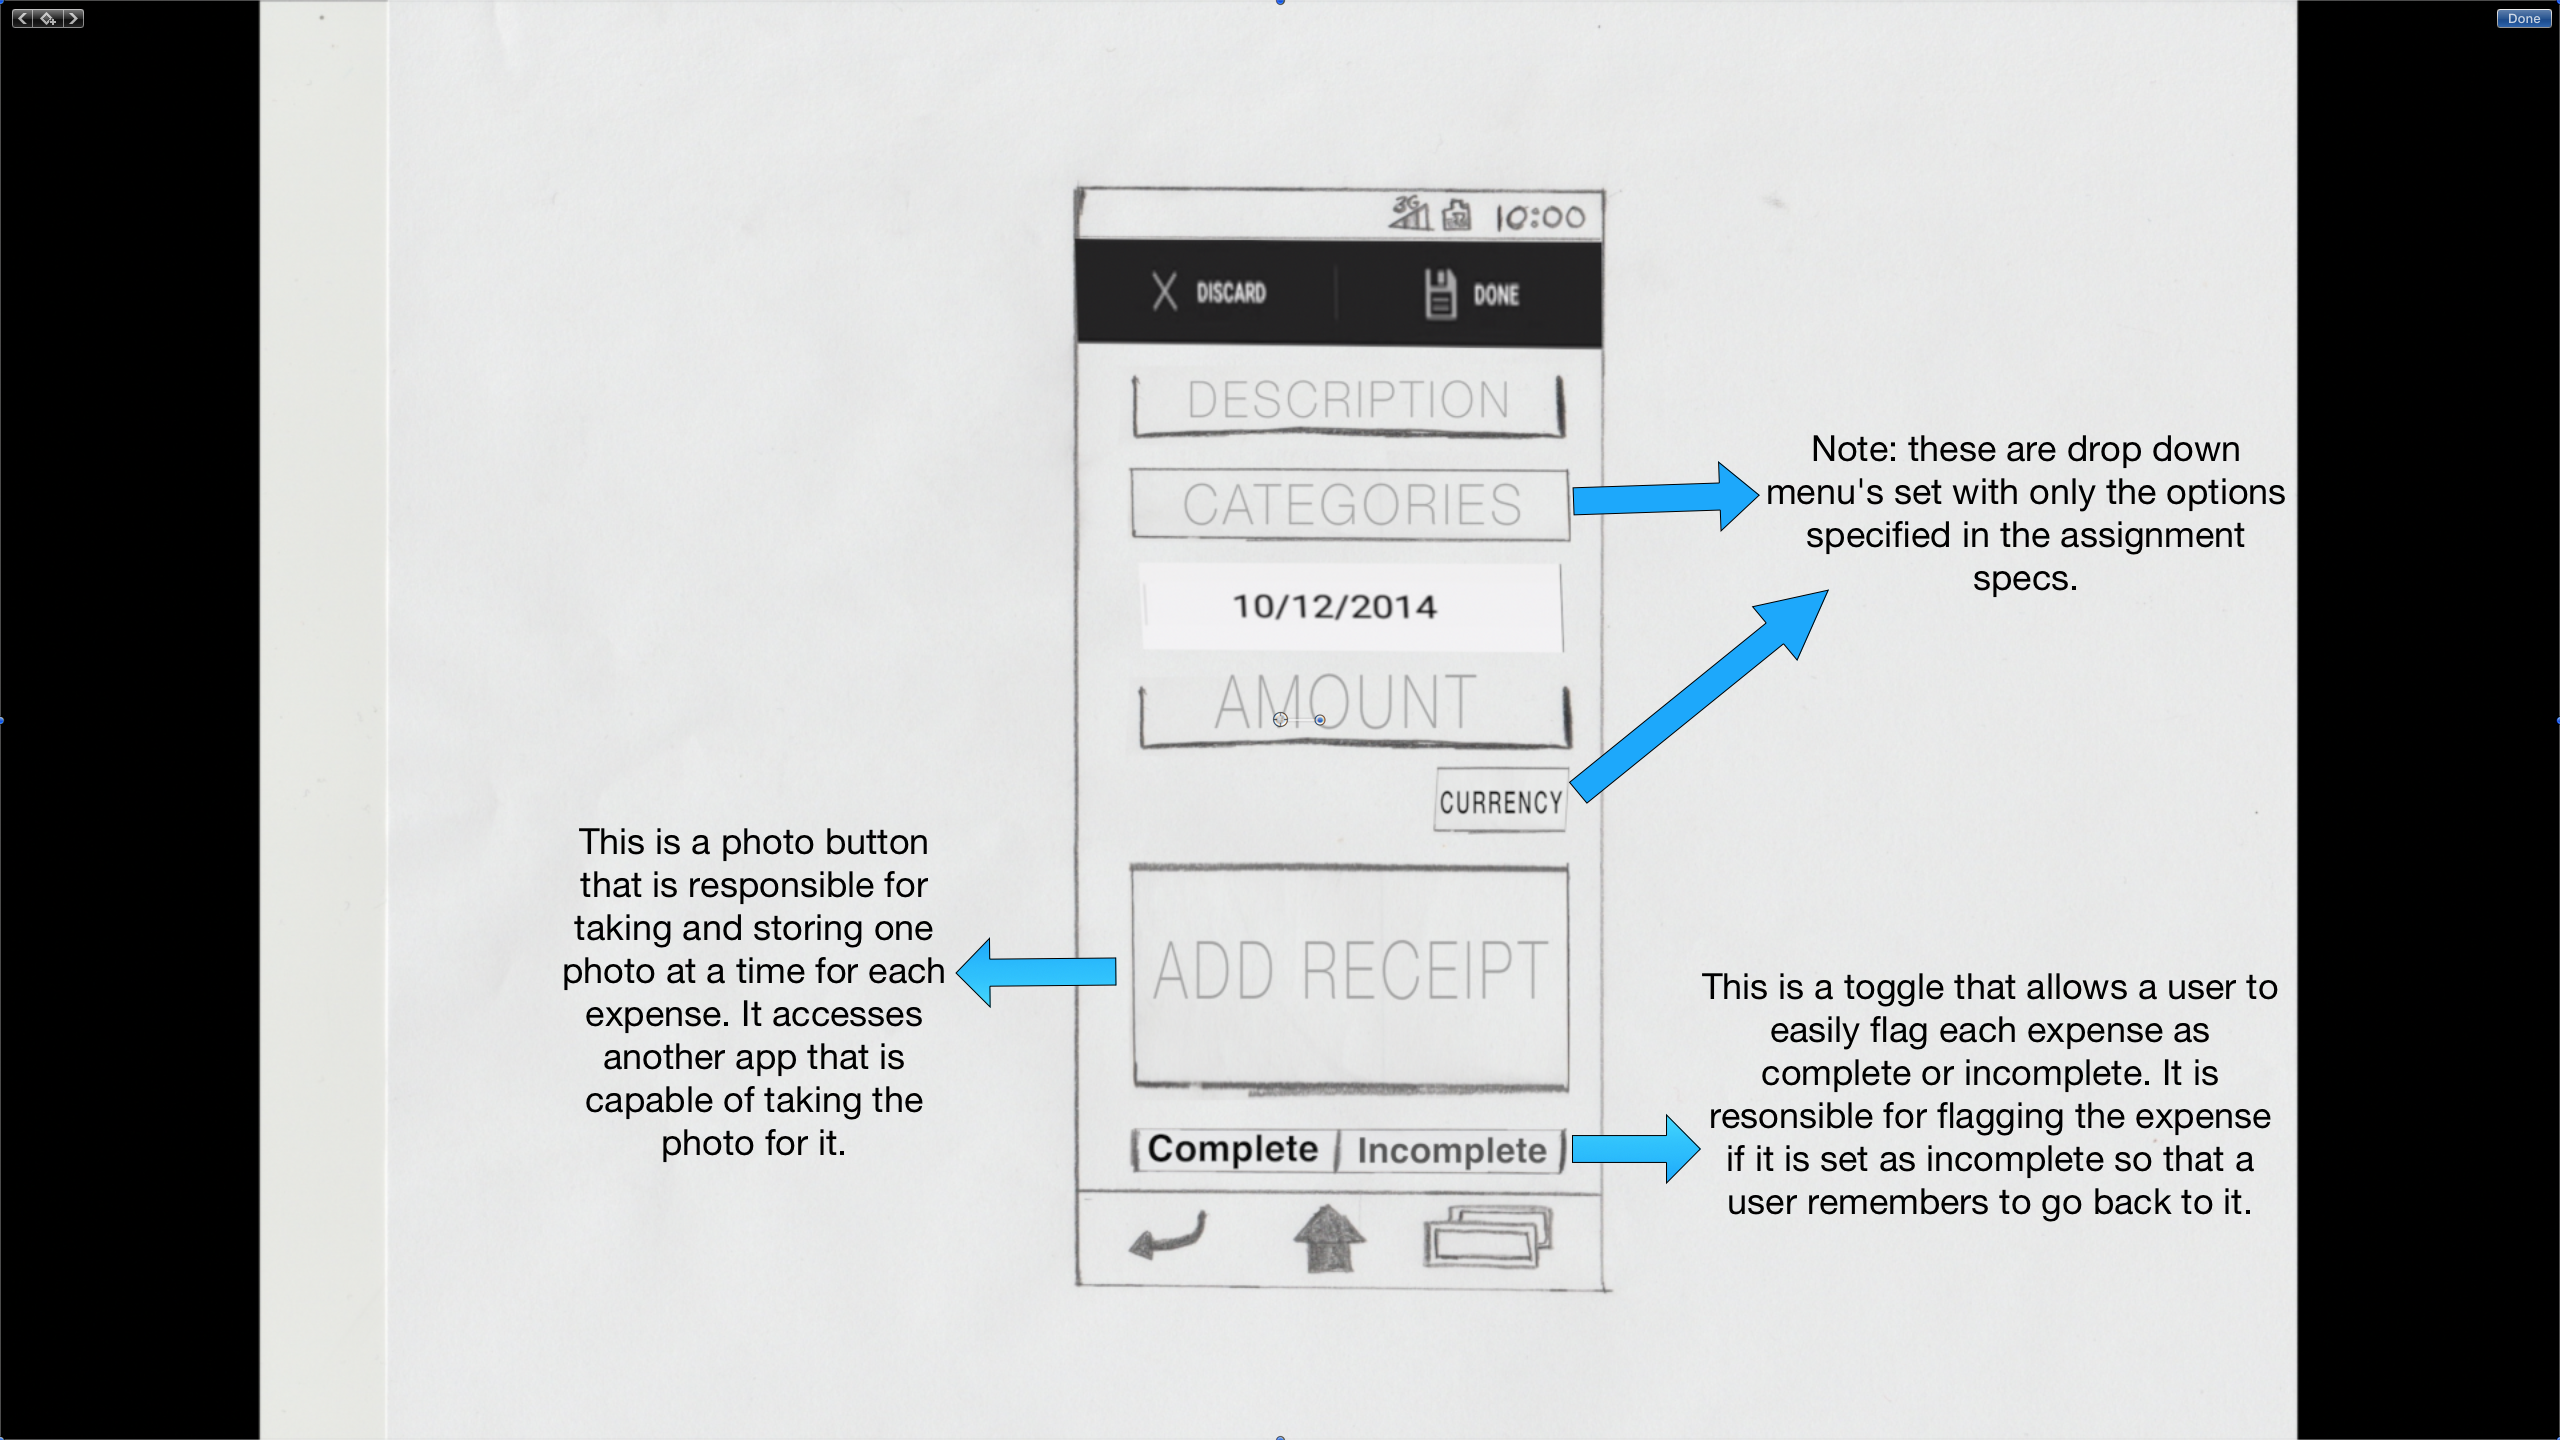 Done
3G 10:00
DISCARD DONE
DESCRIPTION
CATEGORIES
Note: these are drop down
menu's set with only the options
specified in the assignment
specs.
10/12/2014
AMOUNT
CURRENCY
This is a photo button
that is responsible for
taking and storing one
photo at a time for each
expense. It accesses
another app that is
capable of taking the
photo for it.
ADD RECEIPT
This is a toggle that allows a user to
easily flag each expense as
complete or incomplete. It is
resonsible for flagging the expense
if it is set as incomplete so that a
user remembers to go back to it.
Complete Incomplete